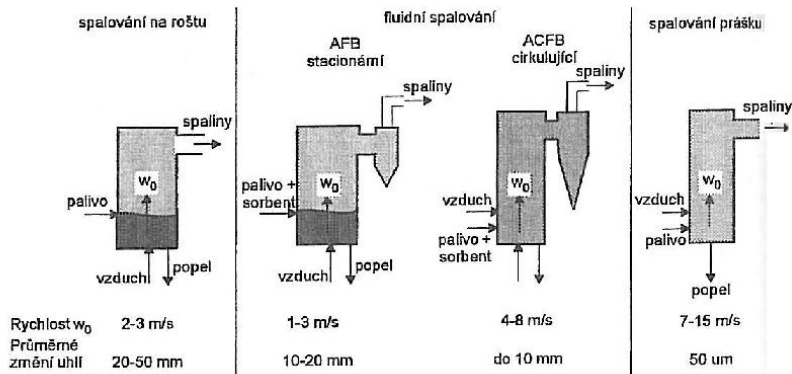 spalování na roštu
fluidní spalování
spalování prášku
AFB
stacionární
ACFB
cirkulující
spaliny
spaliny
spaliny
spaliny
w₀
w₀
w₀
w₀
palivo
palivo +
sorbent
vzduch
palivo +
sorbent
vzduch
palivo
vzduch
popel
vzduch
popel
popel
Rychlost w₀ 2-3 m/s 1-3 m/s 4-8 m/s 7-15 m/s
Průměrné
změní uhlí 20-50 mm 10-20 mm do 10 mm 50 um